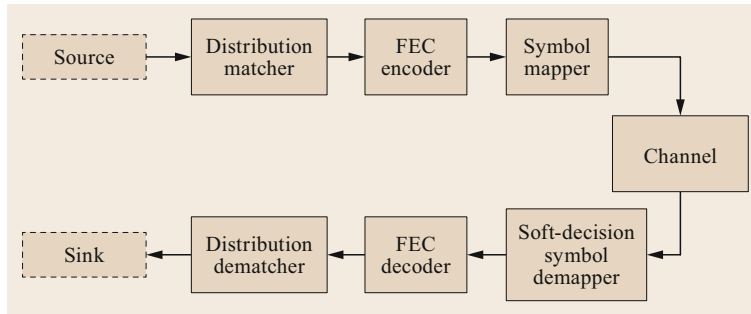 Source
Distribution
matcher
FEC
encoder
Symbol
mapper
Channel
Sink
Distribution
dematcher
FEC
decoder
Soft-decision
symbol
demapper